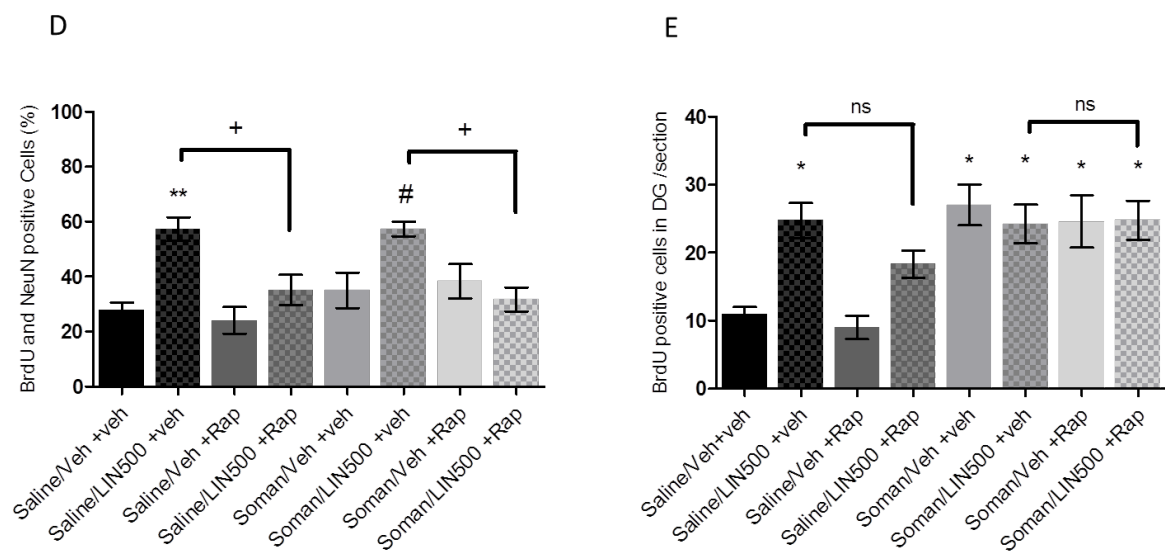 D
BrdU and NeuN positive Cells (%)
100
80
60
40
20
0
+
+
**
#
Saline/Veh +veh
Saline/LIN500 +veh
Saline/Veh +Rap
Saline/LIN500 +Rap
Soman/Veh +veh
Soman/LIN500 +veh
Soman/Veh +Rap
Soman/LIN500 +Rap
E
BrdU positive cells in DG /section
40
30
20
10
0
ns
ns
*
*
*
*
*
Saline/Veh+veh
Saline/LIN500 +veh
Saline/Veh +Rap
Saline/LIN500 +Rap
Soman/Veh +veh
Soman/LIN500 +veh
Soman/Veh +Rap
Soman/LIN500 +Rap